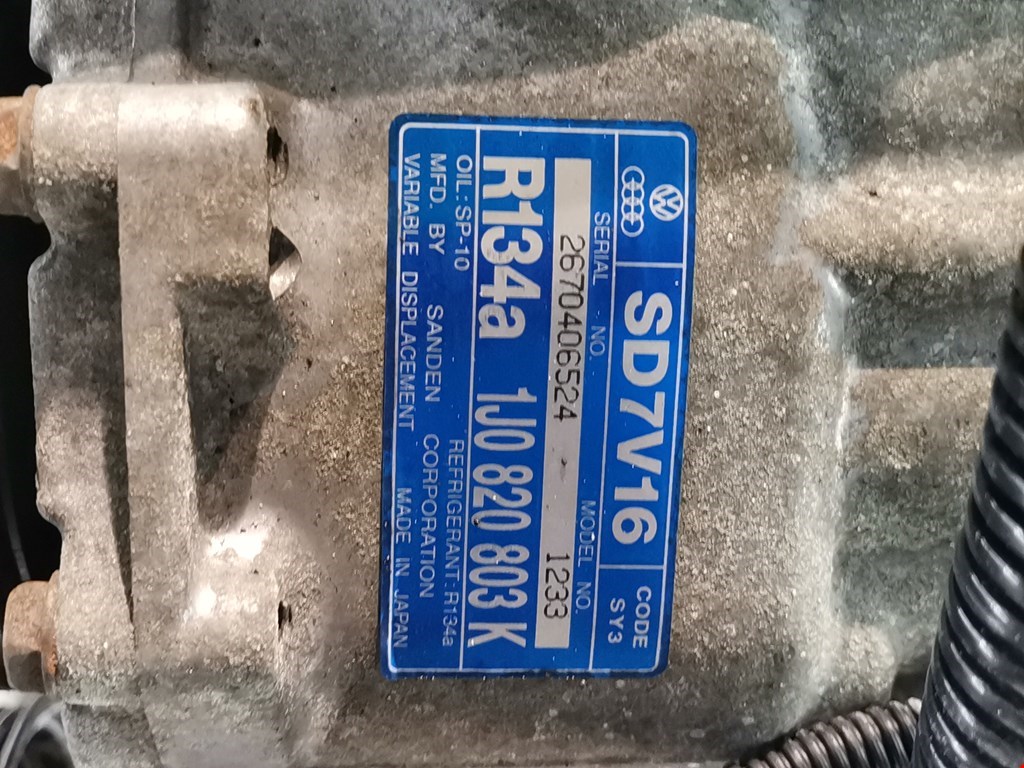 SD7V16
CODE
SY3
SERIAL NO. MODEL NO.
26704406524 1233
R134a 1J0 820 803 K
OIL: SP-10 REFRIGERANT: R134a
MFD. BY SANDEN CORPORATION
VARIABLE DISPLACEMENT MADE IN JAPAN